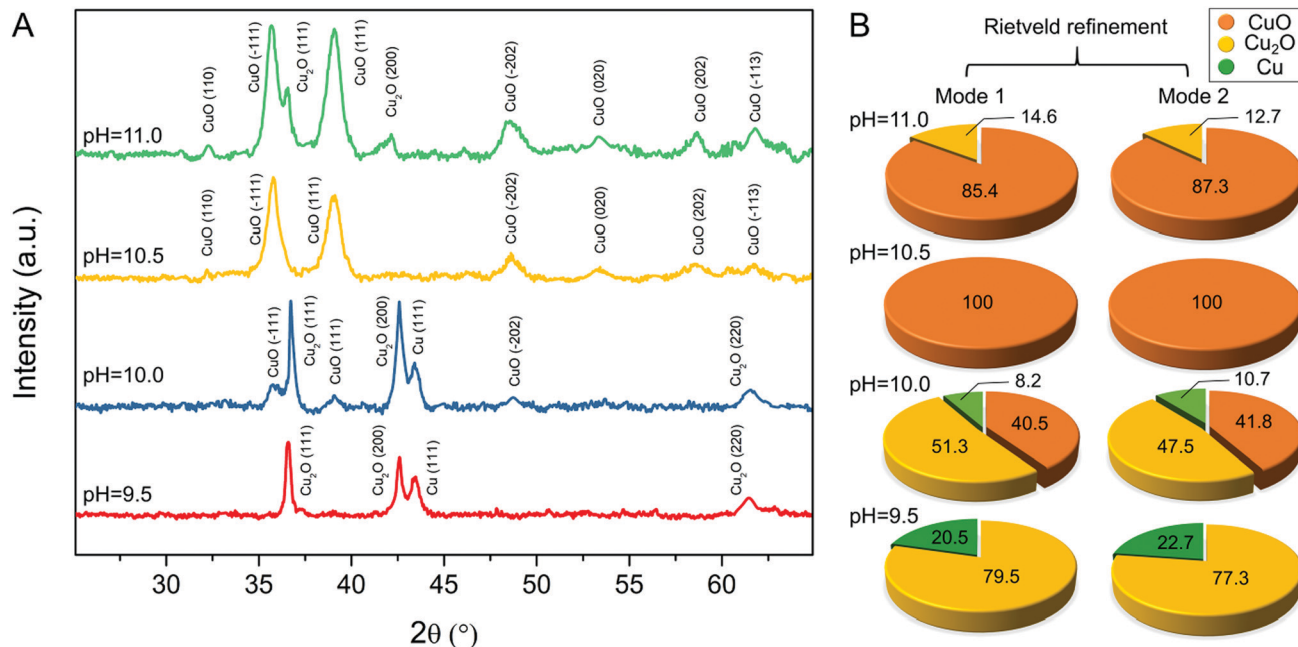 A
Intensity (a.u.)
pH=11.0
CuO (110)
CuO (-111)
Cu₂O (111)
CuO (111)
Cu₂O (200)
CuO (-202)
CuO (020)
CuO (202)
CuO (-113)
pH=10.5
CuO (110)
CuO (-111)
CuO (111)
CuO (-202)
CuO (020)
CuO (202)
CuO (-113)
pH=10.0
CuO (-111)
Cu₂O (111)
CuO (111)
Cu₂O (200)
Cu (111)
CuO (-202)
Cu₂O (220)
pH=9.5
Cu₂O (111)
Cu₂O (200)
Cu (111)
Cu₂O (220)
30 35 40 45 50 55 60
2θ (°)
B
Rietveld refinement
CuO
Cu₂O
Cu
Mode 1 Mode 2
pH=11.0
14.6 12.7
85.4 87.3
pH=10.5
100 100
pH=10.0
8.2 10.7
51.3 40.5 47.5 41.8
pH=9.5
20.5 22.7
79.5 77.3